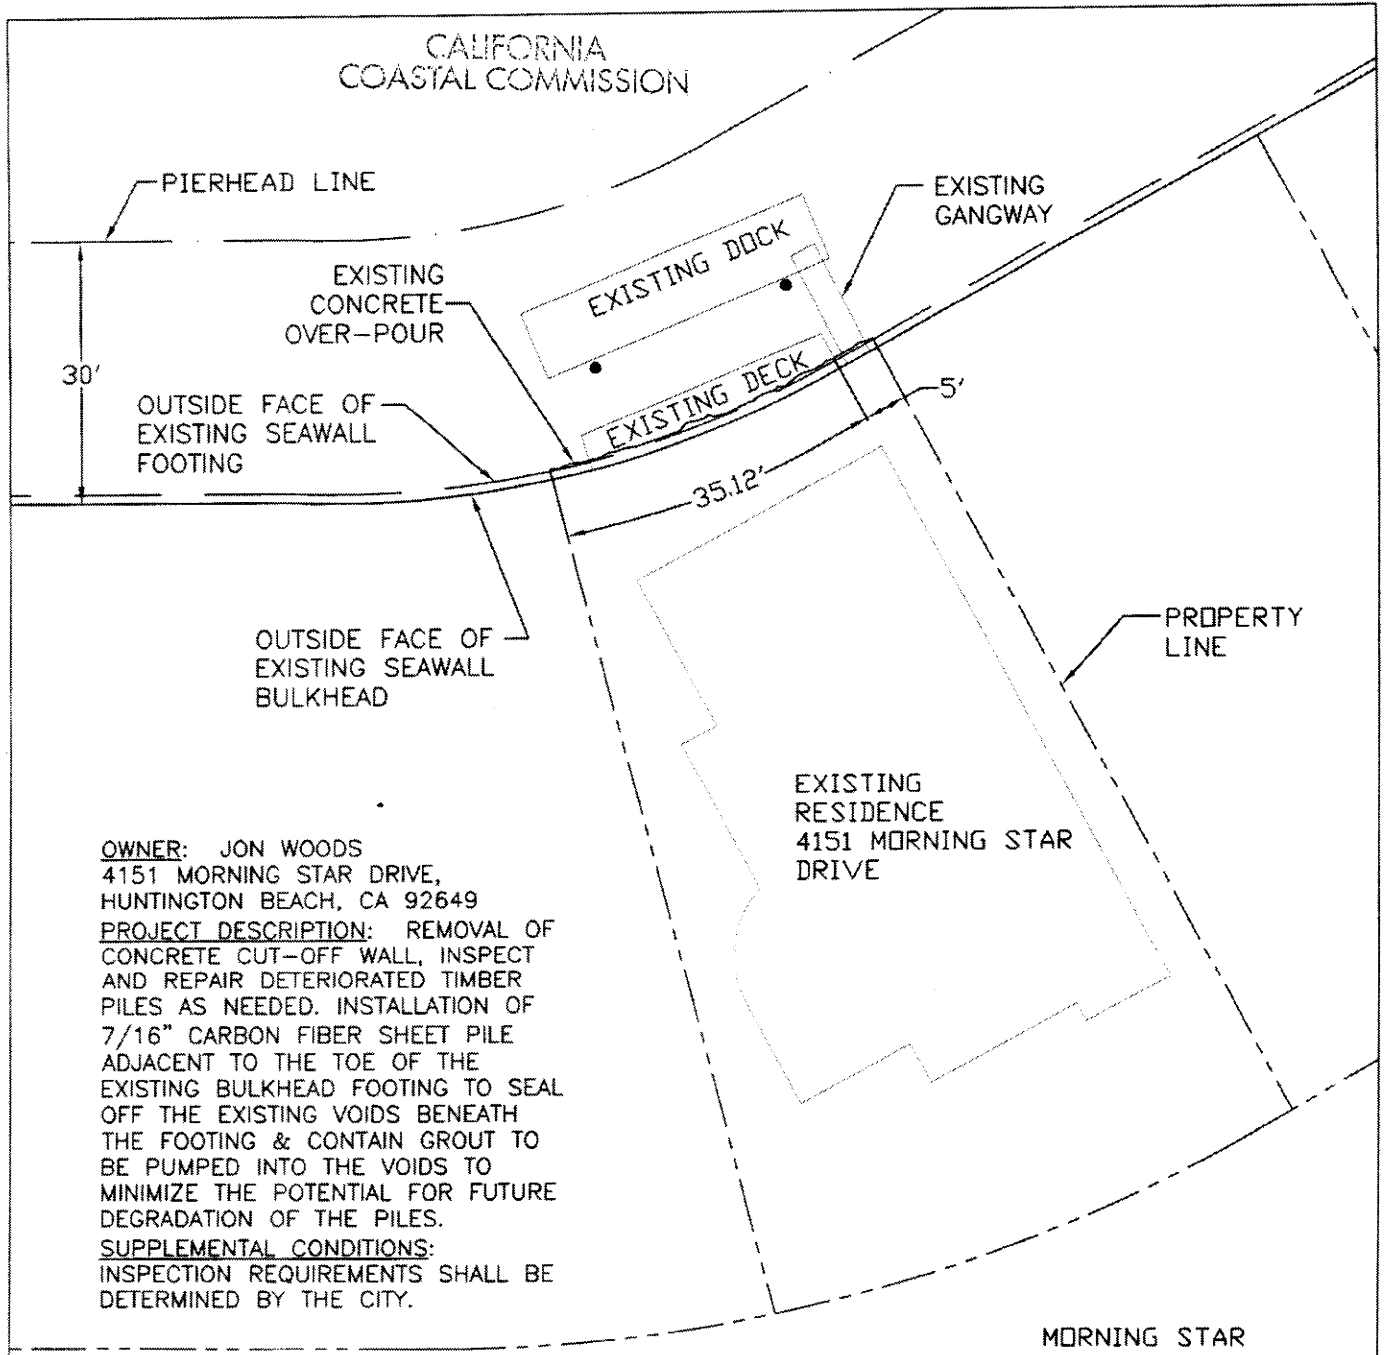 CALIFORNIA
COASTAL COMMISSION
PIERHEAD LINE
EXISTING
GANGWAY
EXISTING DOCK
EXISTING
CONCRETE
OVER-POUR
30'
EXISTING DECK
5'
OUTSIDE FACE OF
EXISTING SEAWALL
FOOTING
35.12'
OUTSIDE FACE OF
EXISTING SEAWALL
BULKHEAD
PROPERTY
LINE
EXISTING
RESIDENCE
4151 MORNING STAR
DRIVE
OWNER: JON WOODS
4151 MORNING STAR DRIVE,
HUNTINGTON BEACH, CA 92649
PROJECT DESCRIPTION: REMOVAL OF
CONCRETE CUT-OFF WALL, INSPECT
AND REPAIR DETERIORATED TIMBER
PILES AS NEEDED. INSTALLATION OF
7/16" CARBON FIBER SHEET PILE
ADJACENT TO THE TOE OF THE
EXISTING BULKHEAD FOOTING TO SEAL
OFF THE EXISTING VOIDS BENEATH
THE FOOTING & CONTAIN GROUT TO
BE PUMPED INTO THE VOIDS TO
MINIMIZE THE POTENTIAL FOR FUTURE
DEGRADATION OF THE PILES.
SUPPLEMENTAL CONDITIONS:
INSPECTION REQUIREMENTS SHALL BE
DETERMINED BY THE CITY.
MORNING STAR